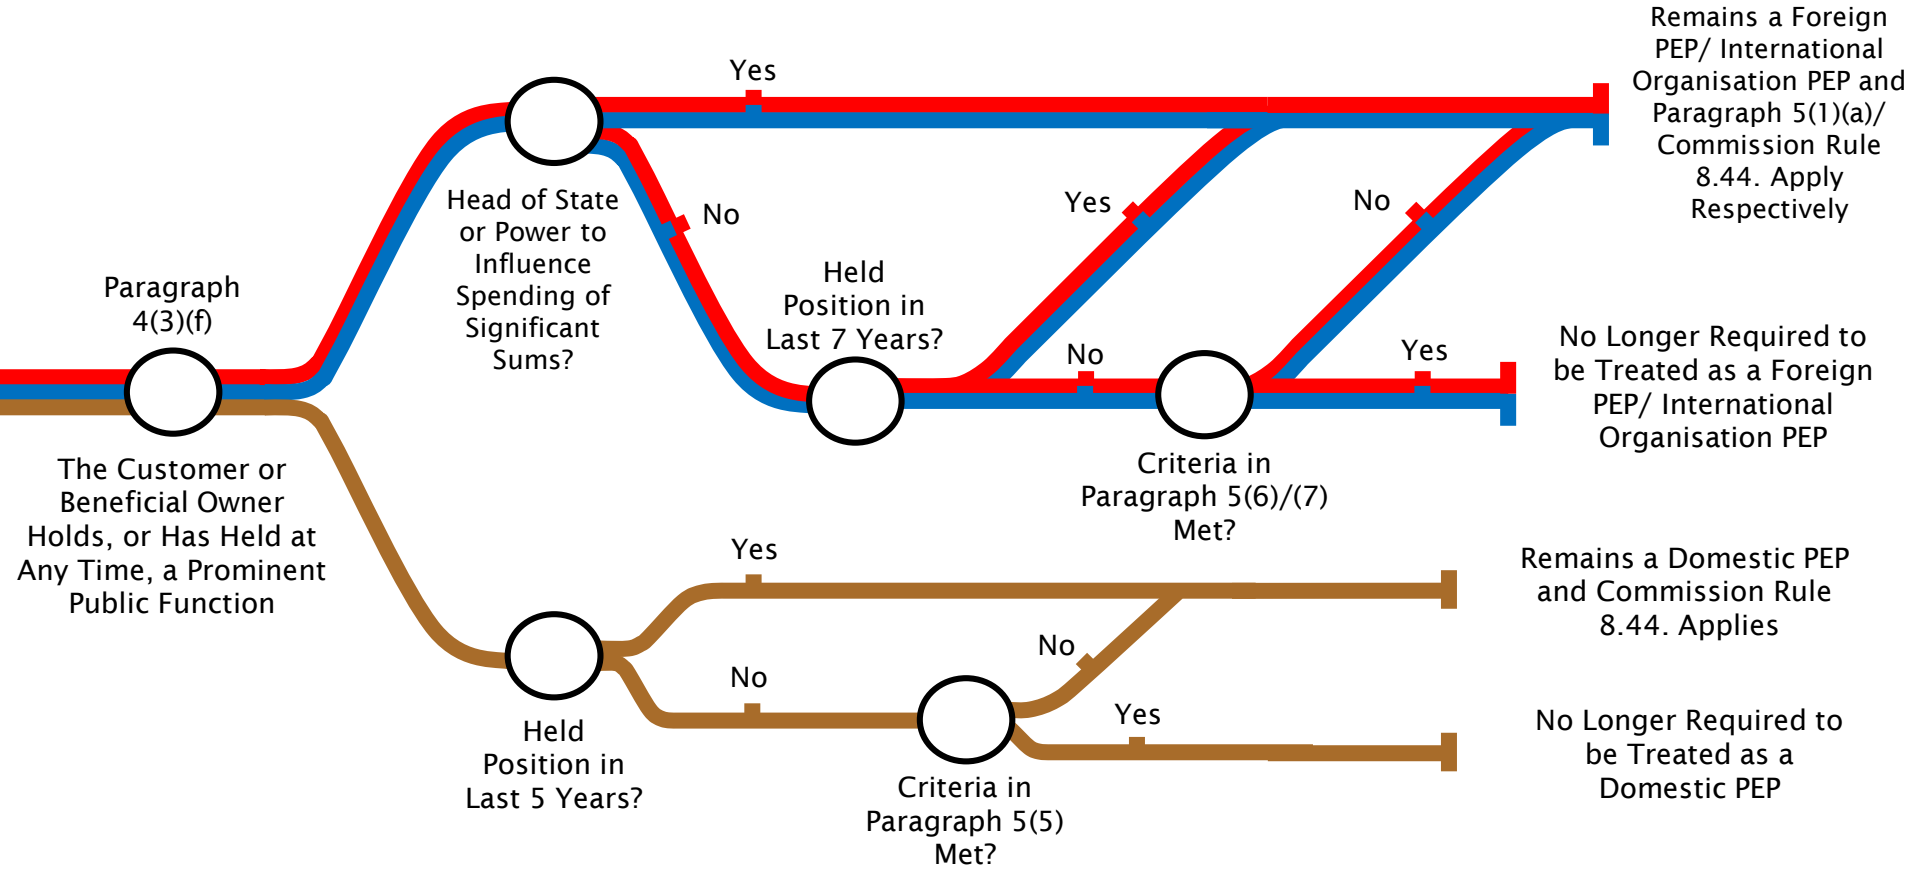 Remains a Foreign
PEP/ International
Organisation PEP and
Paragraph 5(1)(a)/
Commission Rule
8.44. Apply
Respectively
Yes
Head of State
or Power to
Influence
Spending of
Significant
Sums?
No
Yes
No
Paragraph
4(3)(f)
Held
Position in
Last 7 Years?
No
Yes
No Longer Required to
be Treated as a Foreign
PEP/ International
Organisation PEP
The Customer or
Beneficial Owner
Holds, or Has Held at
Any Time, a Prominent
Public Function
Criteria in
Paragraph 5(6)/(7)
Met?
Yes
Remains a Domestic PEP
and Commission Rule
8.44. Applies
No
No
Held
Position in
Last 5 Years?
Yes
Criteria in
Paragraph 5(5)
Met?
No Longer Required to
be Treated as a
Domestic PEP